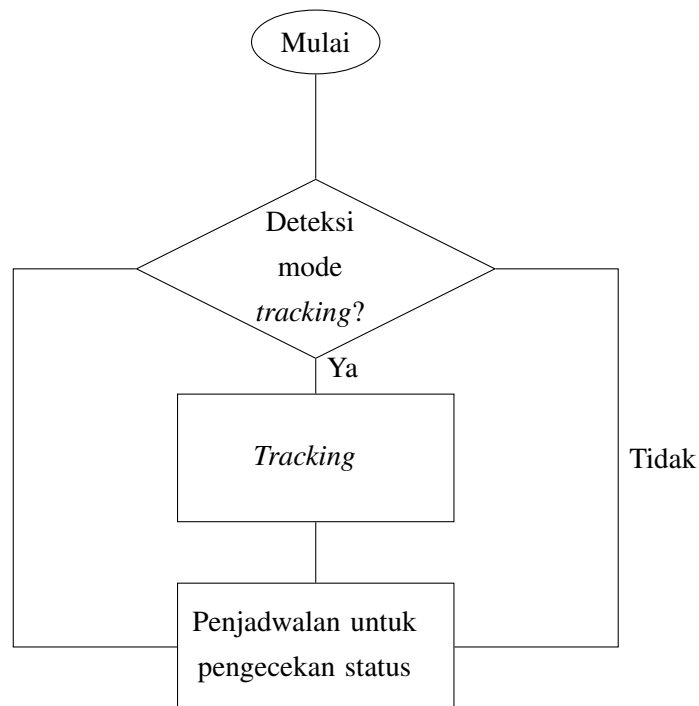 Mulai
Deteksi
mode
tracking?
Ya
Tracking
Tidak
Penjadwalan untuk
pengecekan status